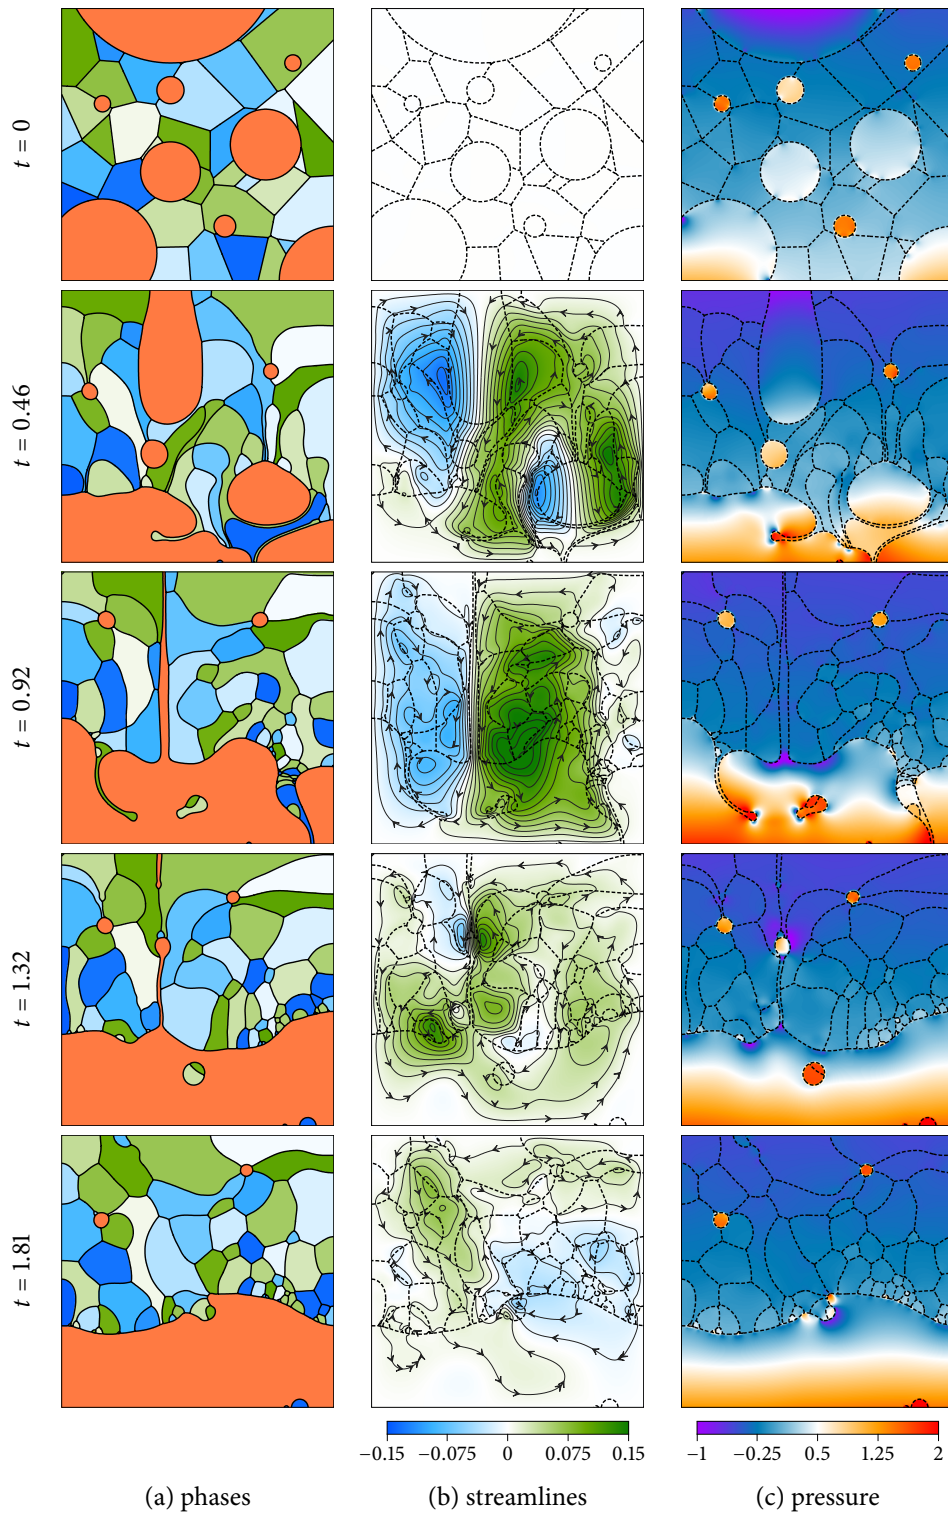 t = 0
t = 0.46
t = 0.92
t = 1.32
t = 1.81
−0.15 −0.075 0 0.075 0.15
−1 −0.25 0.5 1.25 2
(a) phases (b) streamlines (c) pressure